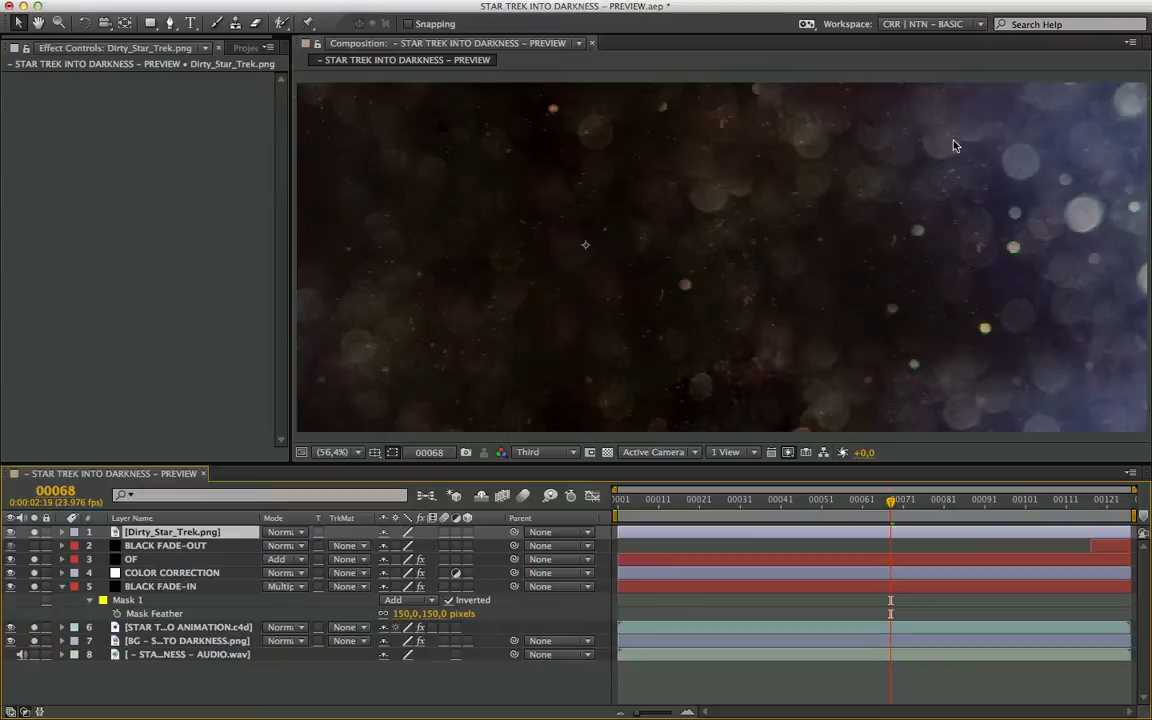 STAR TREK INTO DARKNESS - PREVIEW.aep *
Snapping
Workspace: CRR | NTN - BASIC
Search Help
Effect Controls: Dirty_Star_Trek.png
Composition: - STAR TREK INTO DARKNESS - PREVIEW
- STAR TREK INTO DARKNESS - PREVIEW • Dirty_Star_Trek.png
- STAR TREK INTO DARKNESS - PREVIEW
(56,4%) 00068 Third Active Camera 1 View +0,0
- STAR TREK INTO DARKNESS - PREVIEW
00068
0:00:02:19 (23.976 fps)
00011 00021 00031 00041 00051 00061 00071 00081 00091 00101 00111 00121
# Layer Name Mode T TrkMat Parent
1 [Dirty_Star_Trek.png] Norm None
2 BLACK FADE-OUT Norm None None
3 OF Add None None
4 COLOR CORRECTION Norm None None
5 BLACK FADE-IN Multip None None
Mask 1 Add Inverted
Mask Feather 150,0,150,0 pixels
6 [STAR T...O ANIMATION.c4d] Norm None None
7 [BG - S...TO DARKNESS.png] Norm None None
8 [ - STA...NESS - AUDIO.wav] None